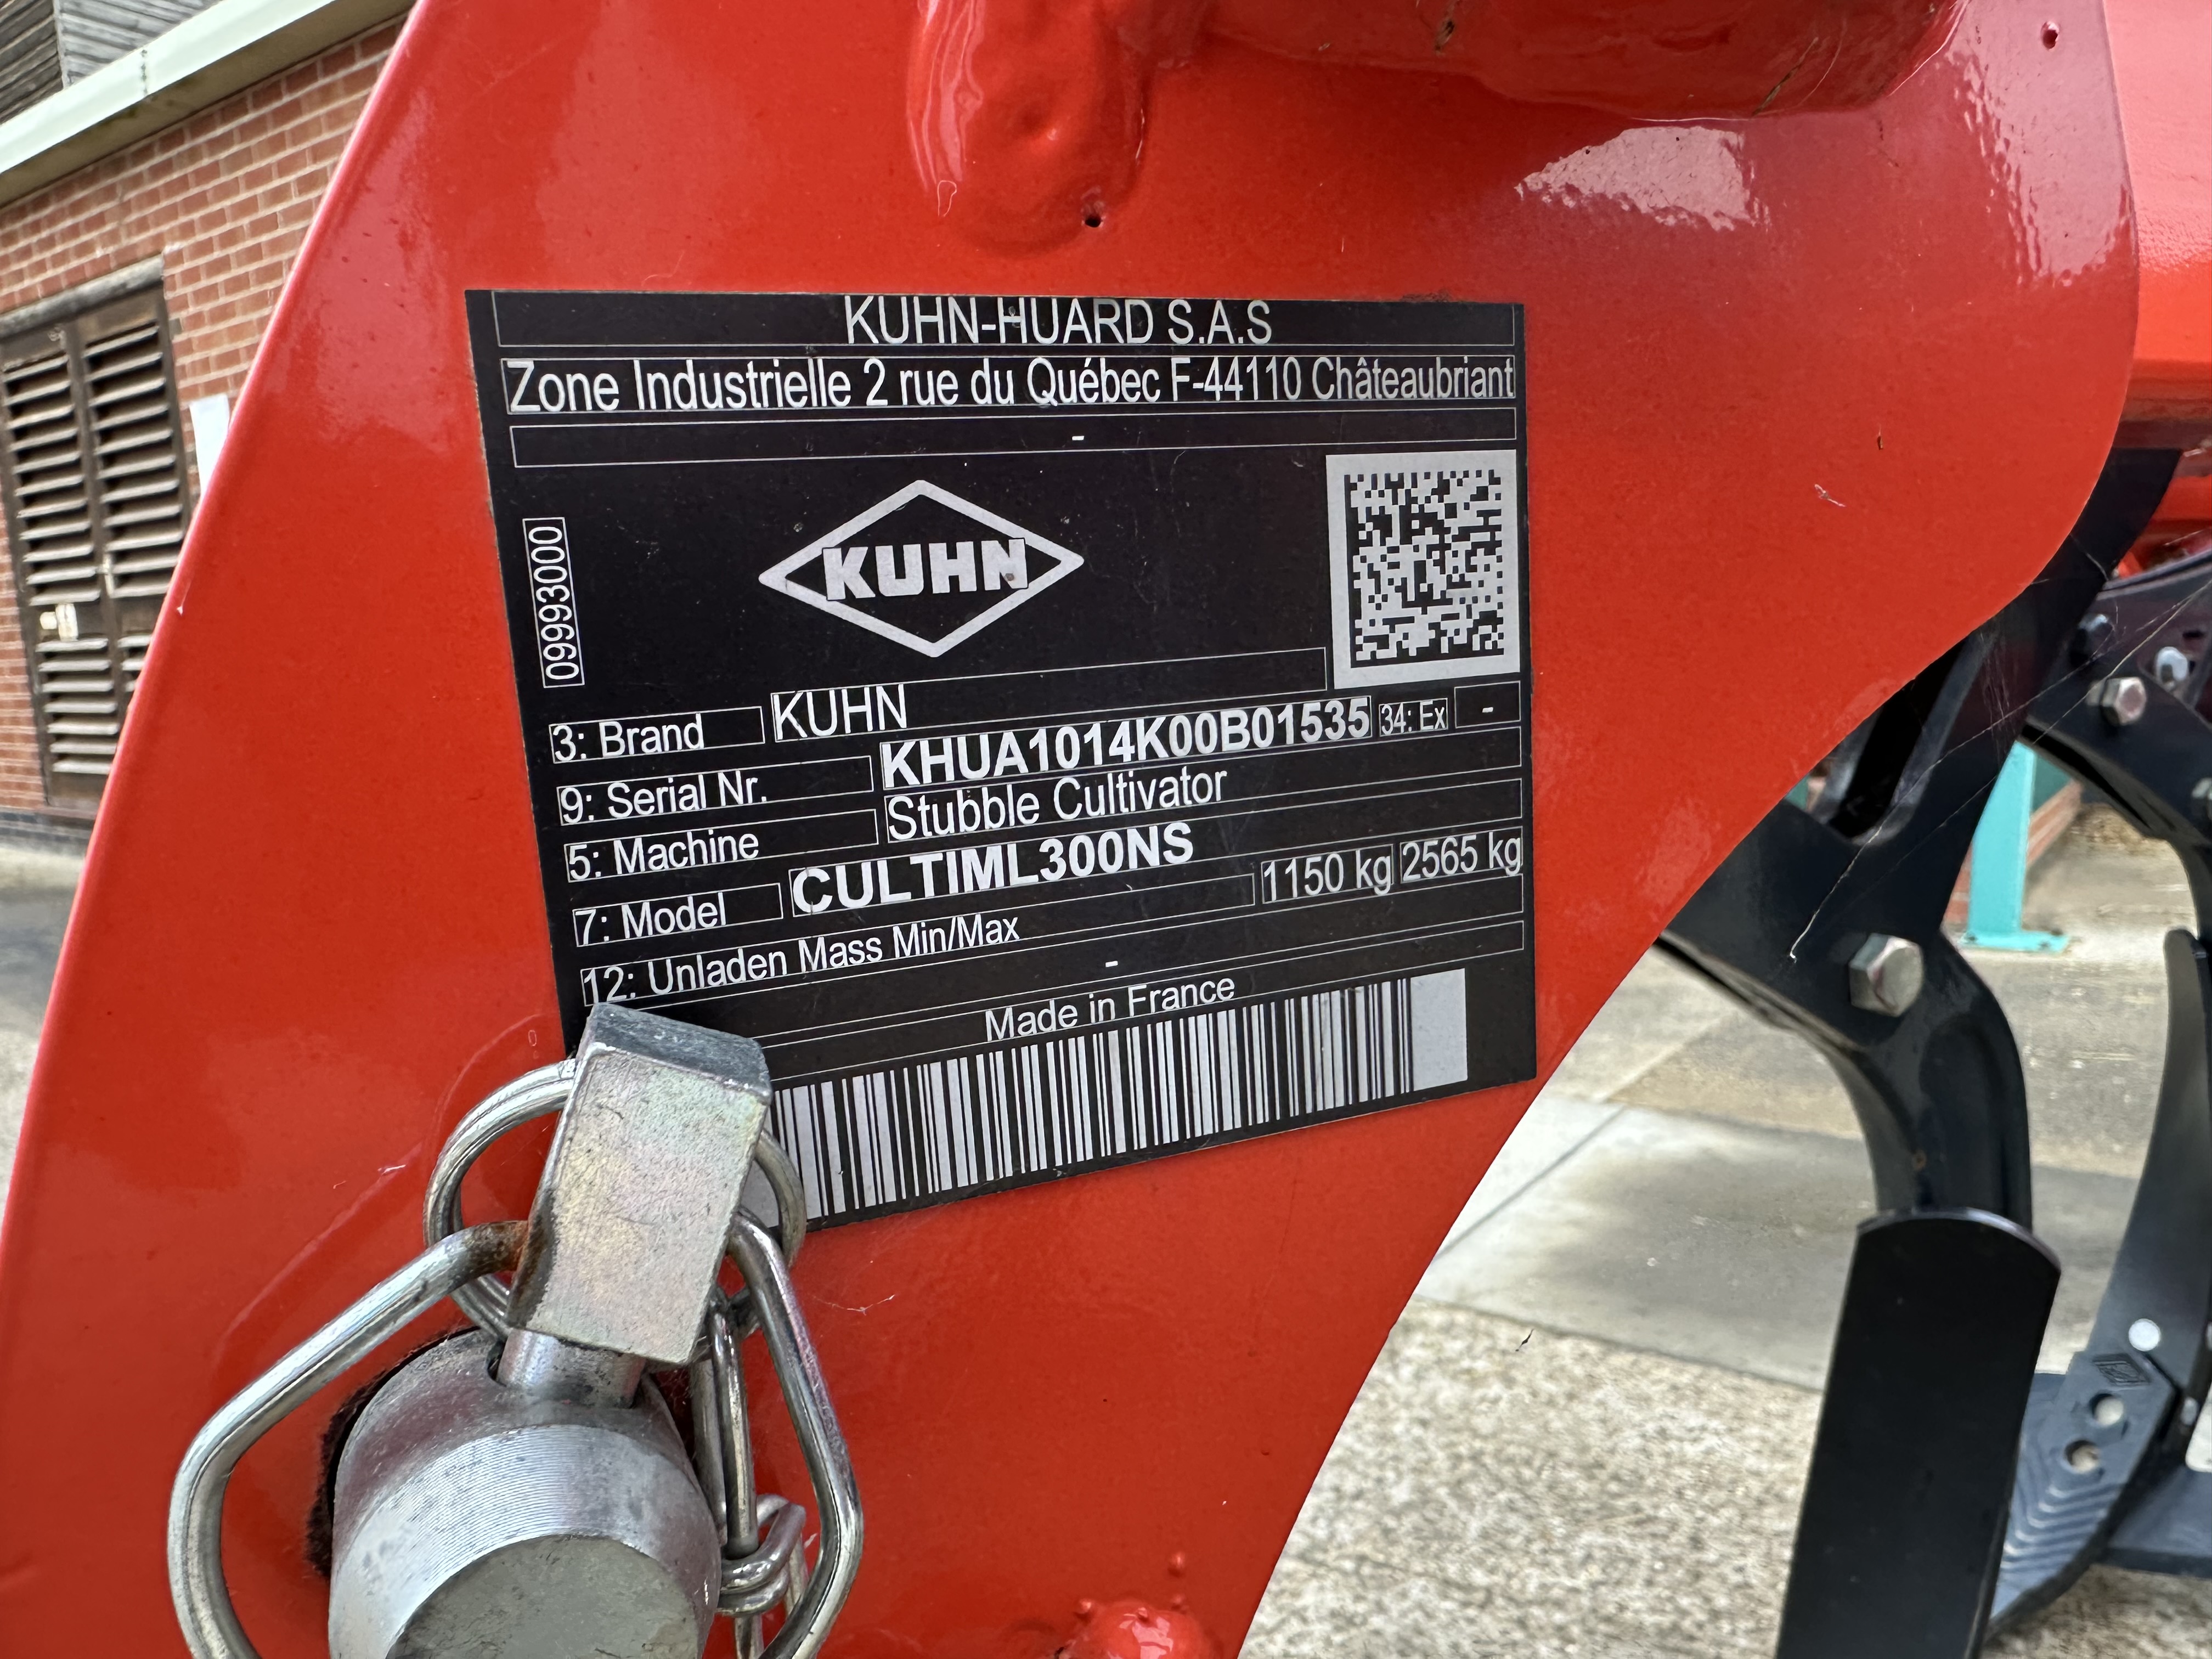 KUHN-HUARD S.A.S
Zone Industrielle 2 rue du Québec F-44110 Châteaubriant
-
09993000
KUHN
3: Brand KUHN
9: Serial Nr. KHUA1014K00B01535 34: Ex -
5: Machine Stubble Cultivator
7: Model CULTIML300NS
12: Unladen Mass Min/Max 1150 kg 2565 kg
-
Made in France